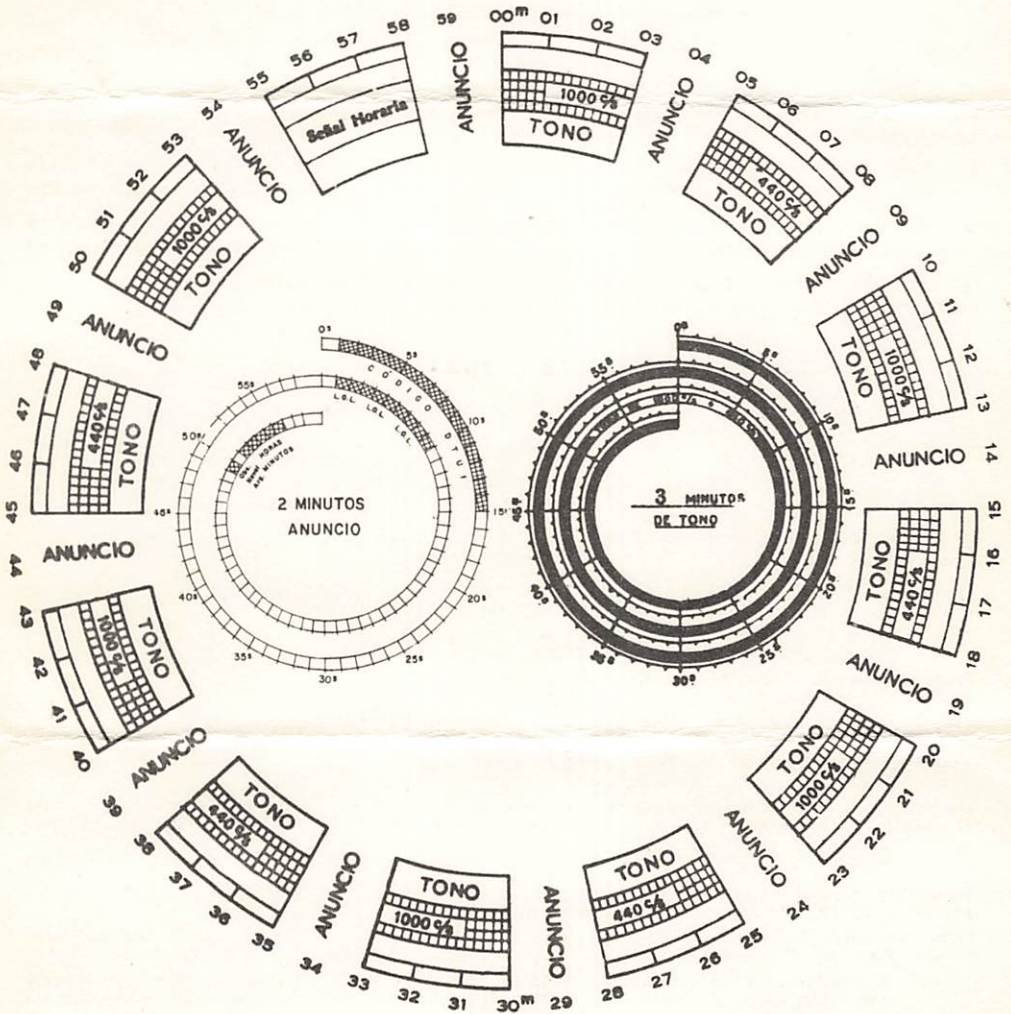 00m 01 02 03
1000 c/s
TONO
ANUNCIO
04
05 06 07 08
440 c/s
TONO
ANUNCIO
09
10 11 12 13
1000 c/s
TONO
ANUNCIO
14
15 16 17 18
440 c/s
TONO
ANUNCIO
19
20 21 22 23
1000 c/s
TONO
ANUNCIO
24
25 26 27 28
440 c/s
TONO
ANUNCIO
29
30m 31 32 33
1000 c/s
TONO
ANUNCIO
34
35 36 37 38
440 c/s
TONO
ANUNCIO
39
40 41 42 43
1000 c/s
TONO
ANUNCIO
44
45 46 47 48
440 c/s
TONO
ANUNCIO
49
50 51 52 53
1000 c/s
TONO
ANUNCIO
54
55 56 57 58
Señal Horaria
ANUNCIO
59
0s 5s 10s 15s 20s 25s 30s 35s 40s 45s 50s 55s
CÓDIGO DTUI
L.O.L. L.O.L. L.O.L.
Obs. HORAS
Naval MINUTOS
A/S
2 MINUTOS
ANUNCIO
0s 5s 10s 15s 20s 25s 30s 35s 40s 45s 50s 55s
3 MINUTOS
DE TONO